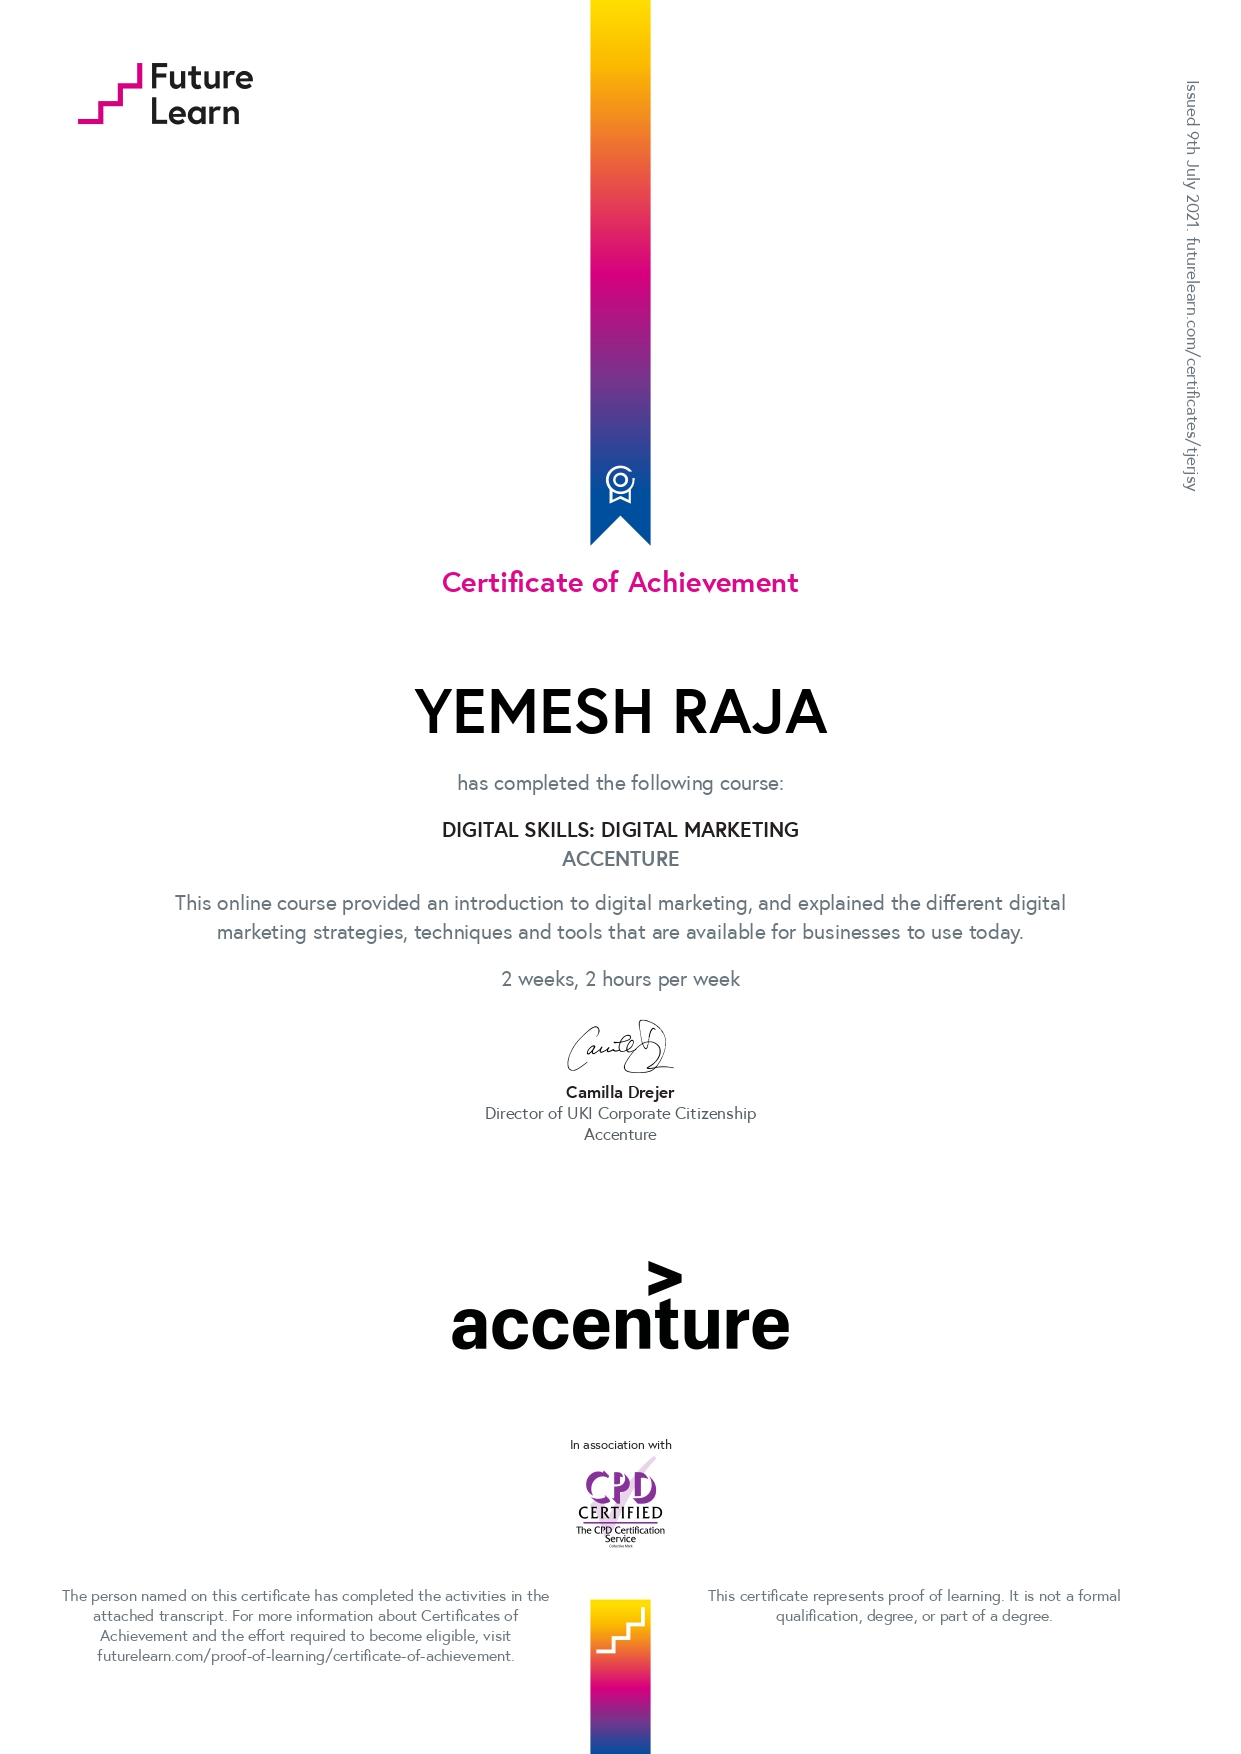 Future
Learn
Issued 9th July 2021. futurelearn.com/certificates/tjerjsy
Certificate of Achievement
YEMESH RAJA
has completed the following course:
DIGITAL SKILLS: DIGITAL MARKETING
ACCENTURE
This online course provided an introduction to digital marketing, and explained the different digital
marketing strategies, techniques and tools that are available for businesses to use today.
2 weeks, 2 hours per week
Camilla Drejer
Director of UKI Corporate Citizenship
Accenture
accenture
In association with
CPD
CERTIFIED
The CPD Certification
Service
Collective Mark
The person named on this certificate has completed the activities in the
attached transcript. For more information about Certificates of
Achievement and the effort required to become eligible, visit
futurelearn.com/proof-of-learning/certificate-of-achievement.
This certificate represents proof of learning. It is not a formal
qualification, degree, or part of a degree.